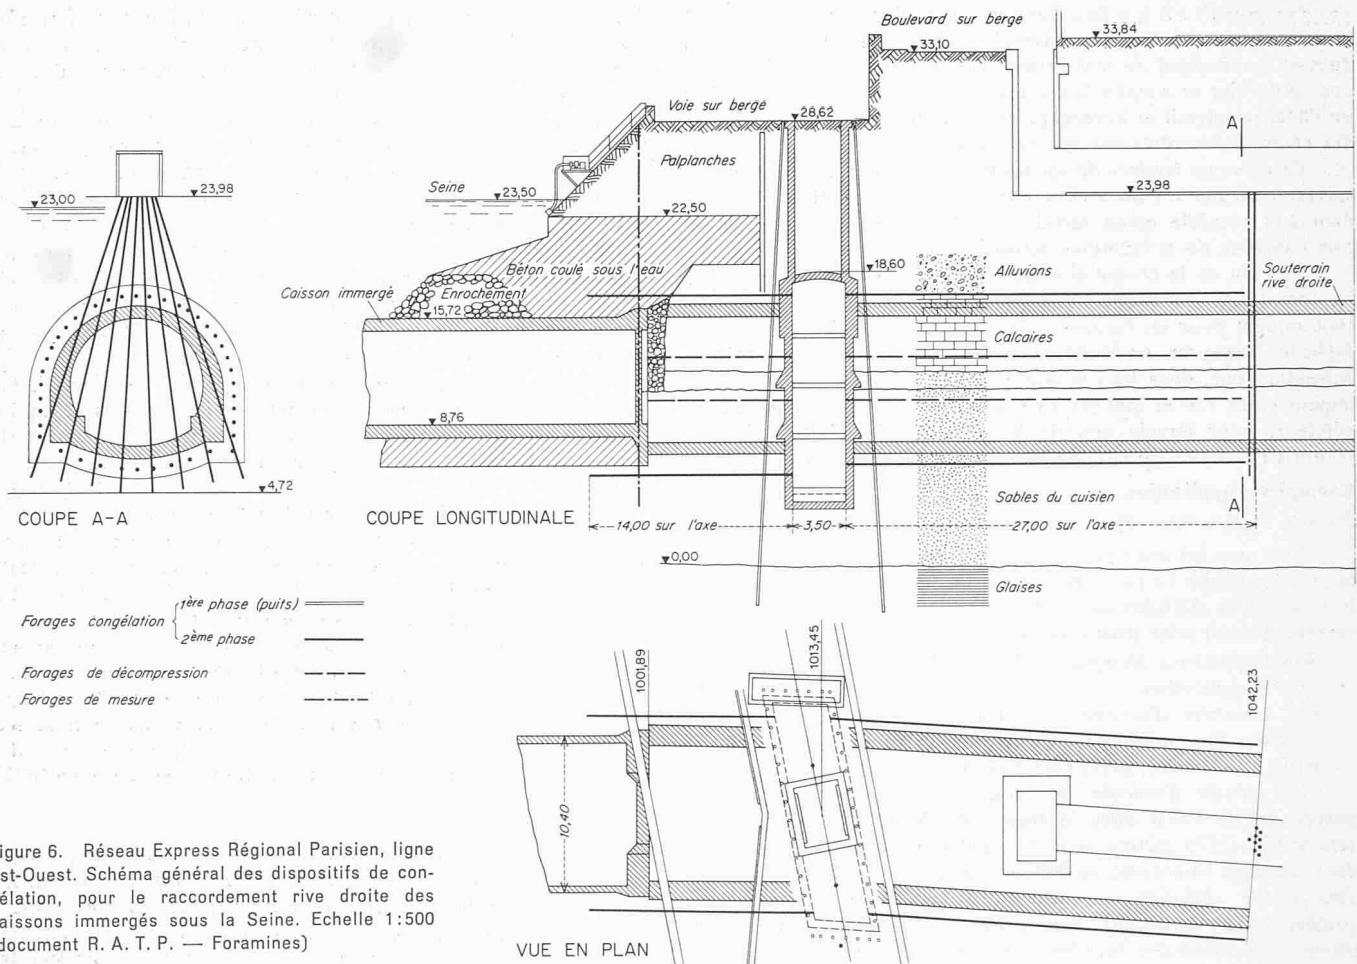 Boulevard sur berge
33,10
33,84
Voie sur berge
28,62
A
Palplanches
23,98
23,00
Seine
23,50
23,98
22,50
18,60
Alluvions
Souterrain
rive droite
Béton coulé sous l'eau
Caisson immergé
Enrochement
15,72
Calcaires
8,76
4,72
Sables du cuisien
A
COUPE A-A
COUPE LONGITUDINALE
14,00 sur l'axe
3,50
27,00 sur l'axe
0,00
Glaises
Forages congélation
1ère phase (puits)
2ème phase
Forages de décompression
Forages de mesure
1001,89
1013,45
1042,23
10,40
igure 6. Réseau Express Régional Parisien, ligne
st-Ouest. Schéma général des dispositifs de con-
élation, pour le raccordement rive droite des
aissons immergés sous la Seine. Echelle 1:500
document R. A. T. P. — Foramines)
VUE EN PLAN